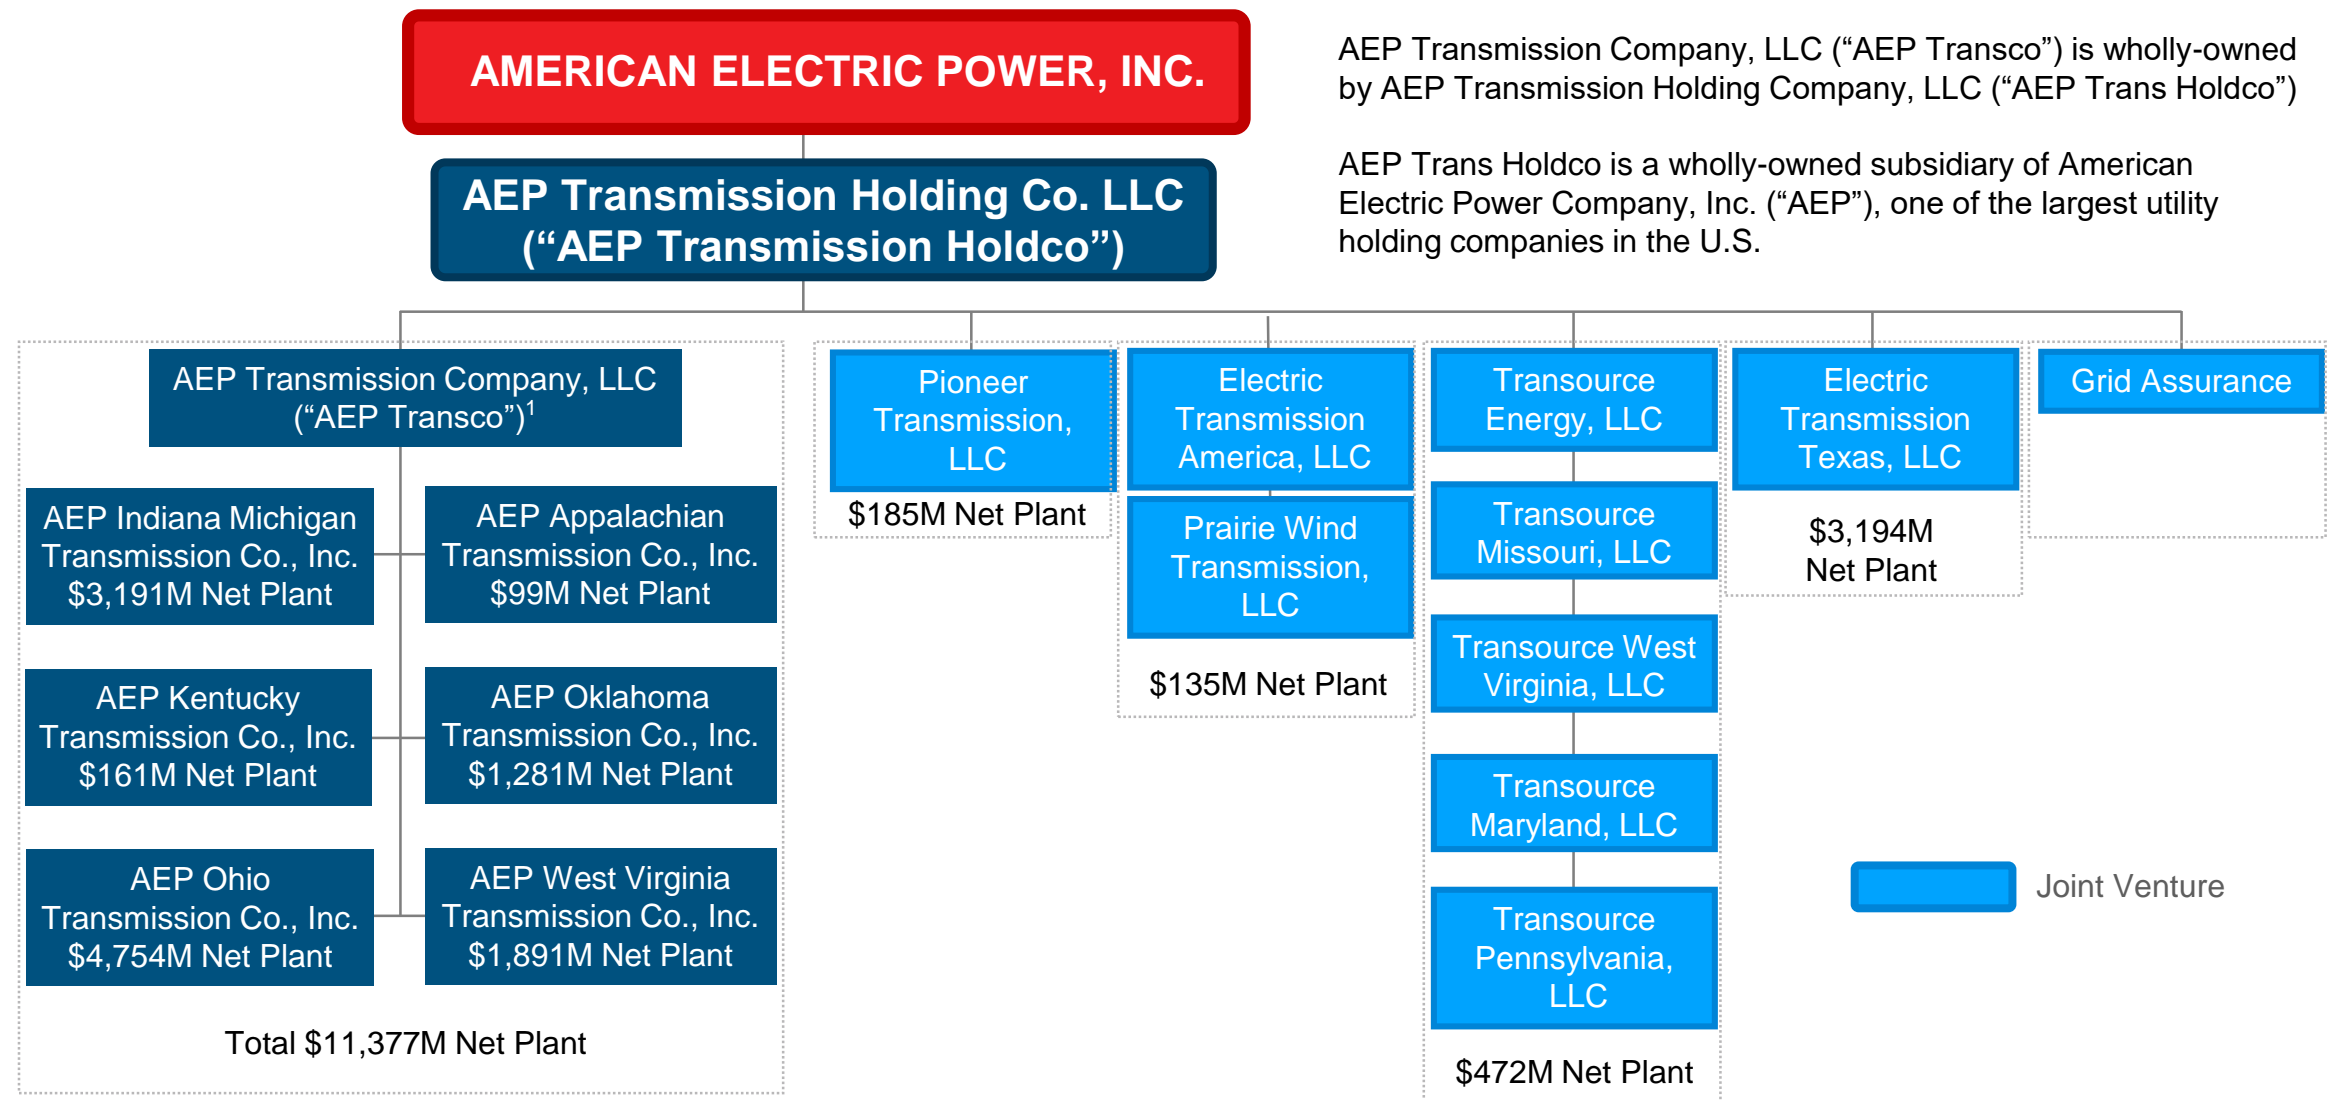 AMERICAN ELECTRIC POWER, INC.
AEP Transmission Company, LLC (“AEP Transco”) is wholly-owned
by AEP Transmission Holding Company, LLC (“AEP Trans Holdco”)
AEP Trans Holdco is a wholly-owned subsidiary of American
Electric Power Company, Inc. (“AEP”), one of the largest utility
holding companies in the U.S.
AEP Transmission Holding Co. LLC
(“AEP Transmission Holdco”)
AEP Transmission Company, LLC
(“AEP Transco”)1
AEP Indiana Michigan
Transmission Co., Inc.
$3,191M Net Plant
AEP Appalachian
Transmission Co., Inc.
$99M Net Plant
AEP Kentucky
Transmission Co., Inc.
$161M Net Plant
AEP Oklahoma
Transmission Co., Inc.
$1,281M Net Plant
AEP Ohio
Transmission Co., Inc.
$4,754M Net Plant
AEP West Virginia
Transmission Co., Inc.
$1,891M Net Plant
Total $11,377M Net Plant
Pioneer
Transmission,
LLC
$185M Net Plant
Electric
Transmission
America, LLC
Prairie Wind
Transmission,
LLC
$135M Net Plant
Transource
Energy, LLC
Transource
Missouri, LLC
Transource West
Virginia, LLC
Transource
Maryland, LLC
Transource
Pennsylvania,
LLC
$472M Net Plant
Electric
Transmission
Texas, LLC
$3,194M
Net Plant
Grid Assurance
Joint Venture